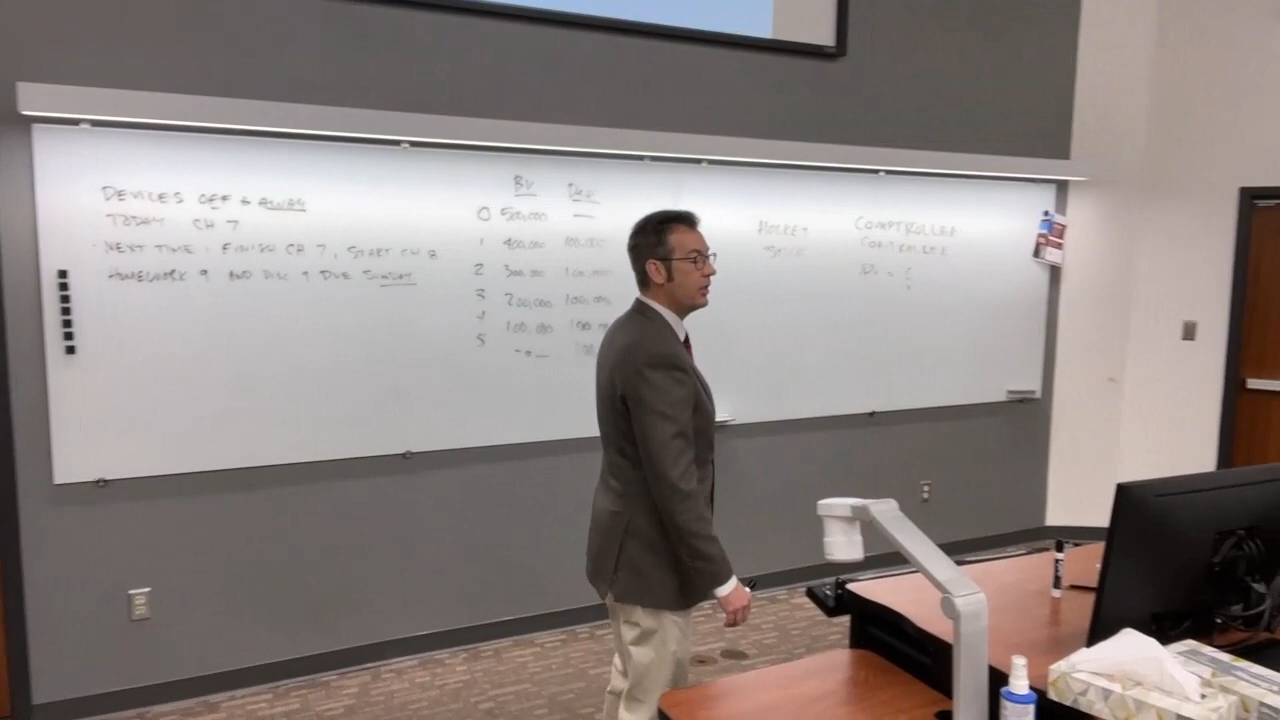 DEVICES OFF & AWAY
TODAY CH 7
NEXT TIME: FINISH CH 7, START CH 8
HOMEWORK 9 AND DISC 9 DUE SUNDAY
BV Dep
0 500,000 —
1 400,000 100,000
2 300,000 100,000
3 200,000 100,000
4 100,000 100
5 -0- 100
HOCKEY
COMPTROLLER
CONTROLLER